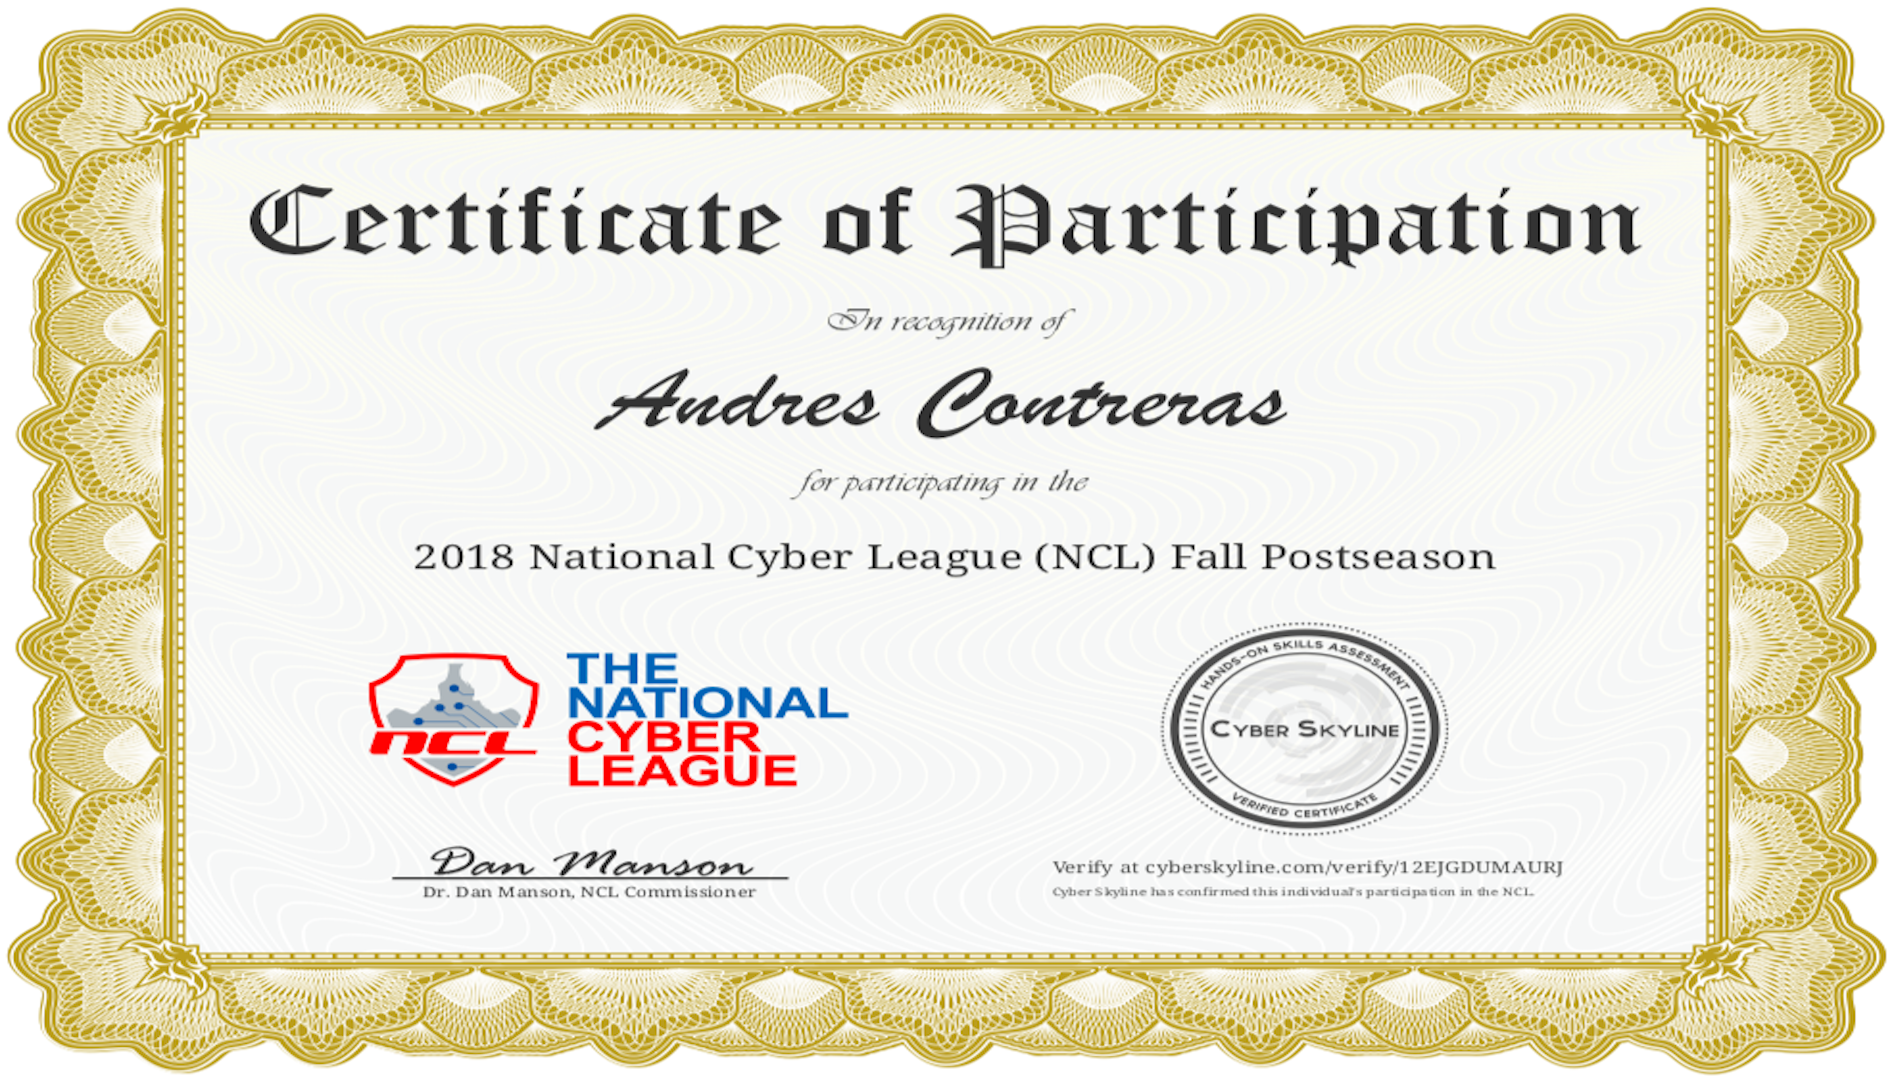 Certificate of Participation
In recognition of
Andres Contreras
for participating in the
2018 National Cyber League (NCL) Fall Postseason
ncl
THE
NATIONAL
CYBER
LEAGUE
HANDS-ON SKILLS ASSESSMENT
CYBER SKYLINE
VERIFIED CERTIFICATE
Dan Manson
Dr. Dan Manson, NCL Commissioner
Verify at cyberskyline.com/verify/12EJGDUMAURJ
Cyber Skyline has confirmed this individual's participation in the NCL.